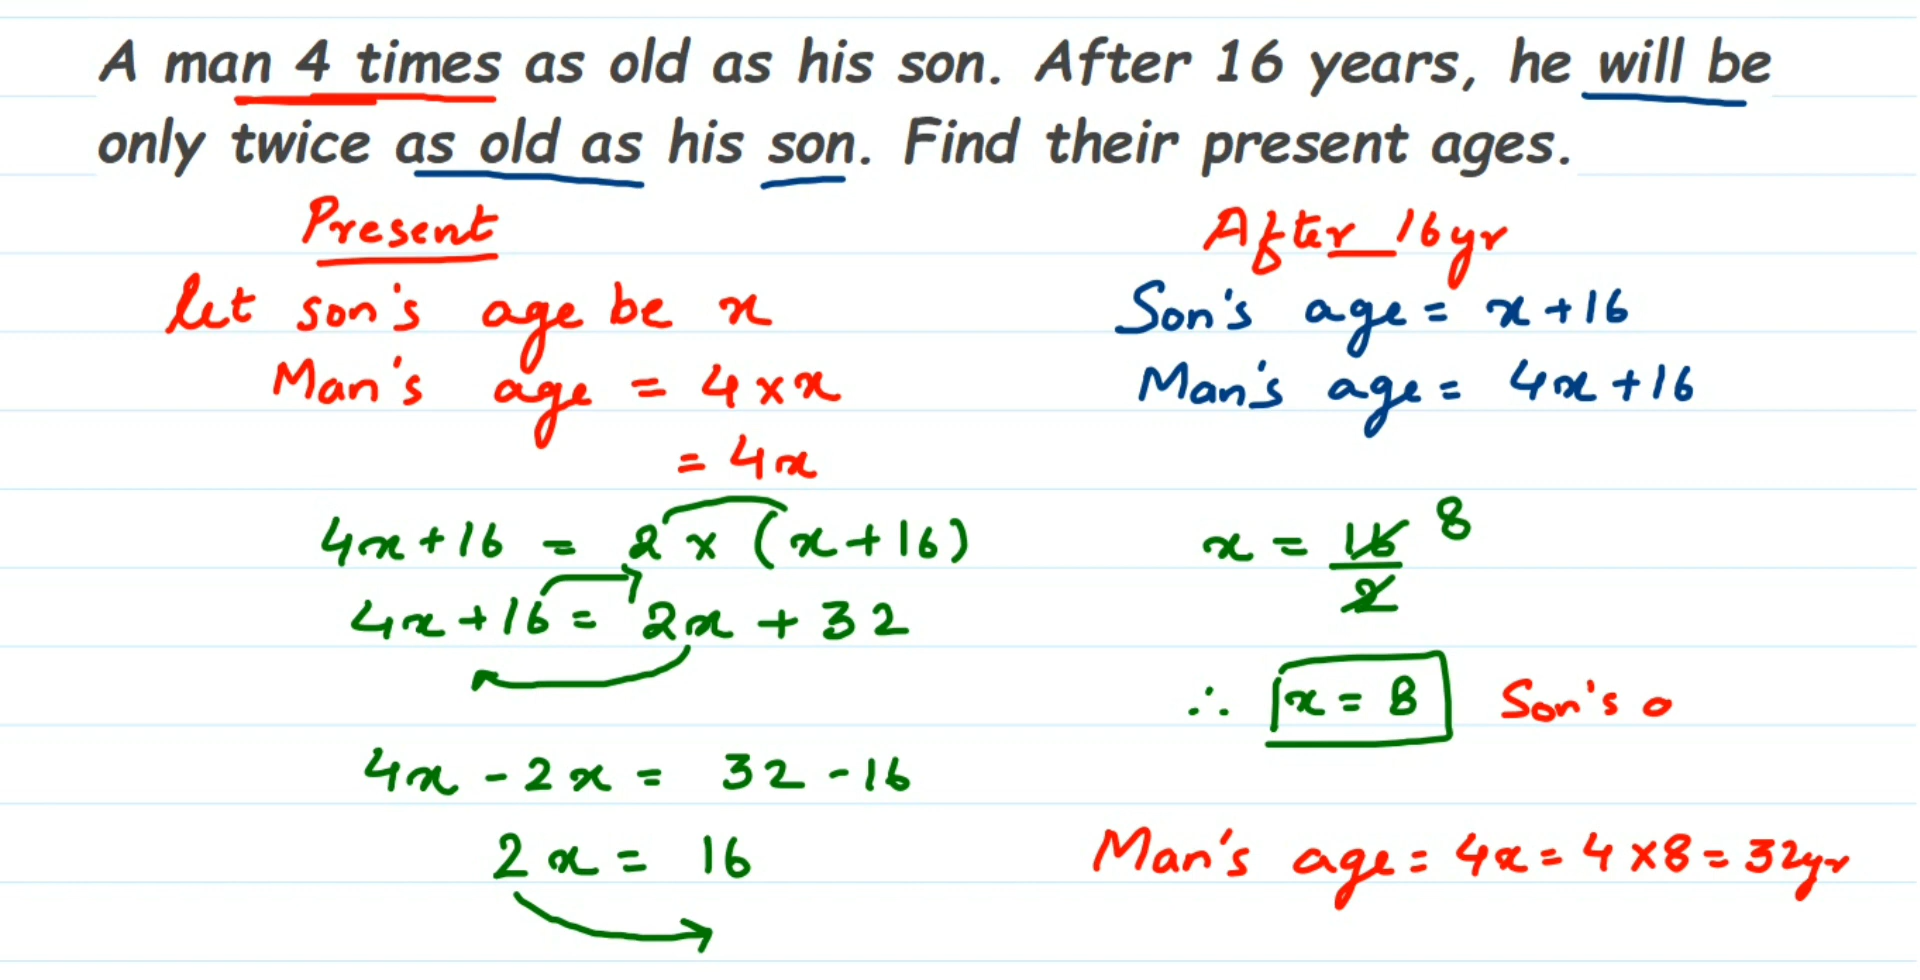 A man 4 times as old as his son. After 16 years, he will be
only twice as old as his son. Find their present ages.
Present
let son's age be x
Man's age = 4 × x
= 4x
4x + 16 = 2 × (x + 16)
4x + 16 = 2x + 32
4x - 2x = 32 - 16
2x = 16
After 16yr
Son's age = x + 16
Man's age = 4x + 16
x = 16/2 8
∴ x = 8 Son's a
Man's age = 4x = 4 × 8 = 32yr